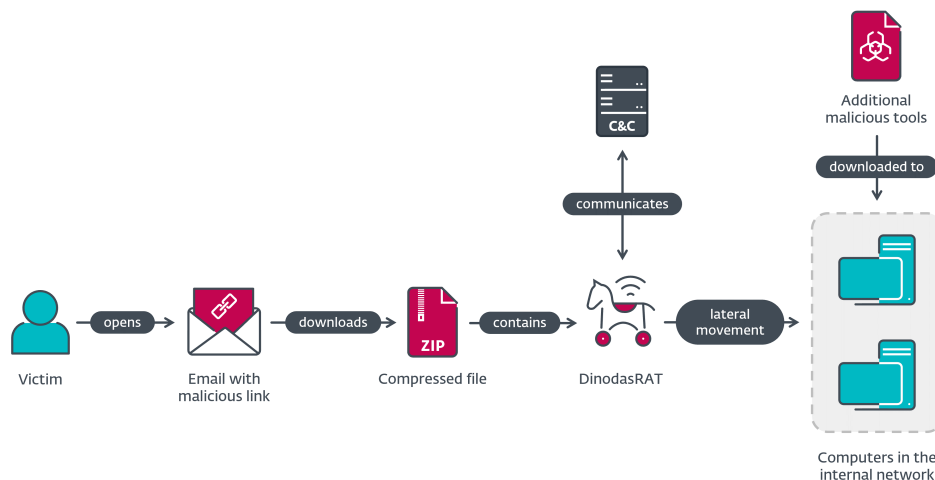 Additional
malicious tools
downloaded to
C&C
communicates
Victim
opens
Email with
malicious link
downloads
ZIP
Compressed file
contains
DinodasRAT
lateral
movement
Computers in the
internal network